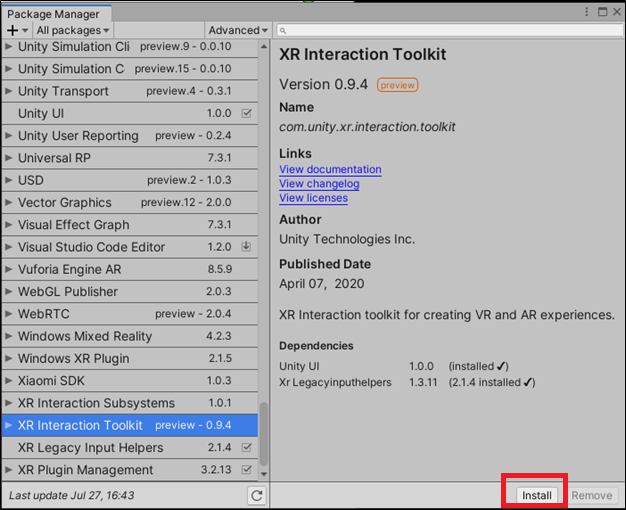 Package Manager
All packages
Advanced
Unity Simulation Cli preview.9 - 0.0.10
Unity Simulation C preview.15 - 0.0.10
Unity Transport preview.4 - 0.3.1
Unity UI 1.0.0
Unity User Reporting preview - 0.2.4
Universal RP 7.3.1
USD preview.2 - 1.0.3
Vector Graphics preview.12 - 2.0.0
Visual Effect Graph 7.3.1
Visual Studio Code Editor 1.2.0
Vuforia Engine AR 8.5.9
WebGL Publisher 2.0.3
WebRTC preview - 2.0.4
Windows Mixed Reality 4.2.3
Windows XR Plugin 2.1.5
Xiaomi SDK 1.0.3
XR Interaction Subsystems 1.0.1
XR Interaction Toolkit preview - 0.9.4
XR Legacy Input Helpers 2.1.4
XR Plugin Management 3.2.13
Last update Jul 27, 16:43
XR Interaction Toolkit
Version 0.9.4 preview
Name
com.unity.xr.interaction.toolkit
Links
View documentation
View changelog
View licenses
Author
Unity Technologies Inc.
Published Date
April 07, 2020
XR Interaction toolkit for creating VR and AR experiences.
Dependencies
Unity UI 1.0.0 (installed ✓)
Xr Legacyinputhelpers 1.3.11 (2.1.4 installed ✓)
Install Remove